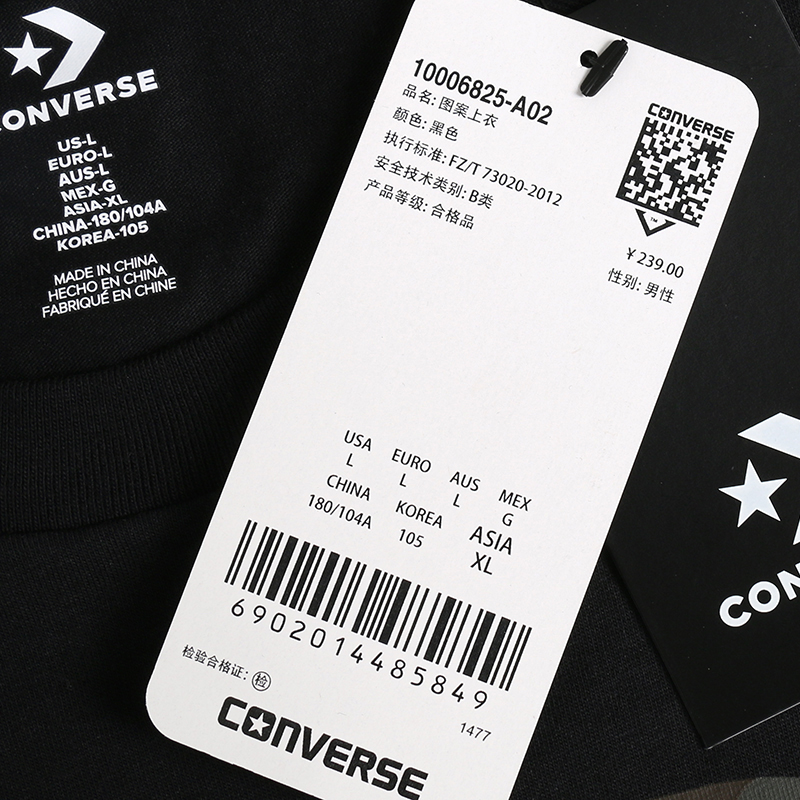 CONVERSE
US-L
EURO-L
AUS-L
MEX-G
ASIA-XL
CHINA-180/104A
KOREA-105
MADE IN CHINA
HECHO EN CHINA
FABRIQUÉ EN CHINE
10006825-A02
品名: 图案上衣
颜色: 黑色
执行标准: FZ/T 73020-2012
安全技术类别: B类
产品等级: 合格品
CONVERSE
TM
¥239.00
性别: 男性
USA EURO AUS MEX
L L L G
CHINA KOREA ASIA
180/104A 105 XL
6902014485849
检验合格证: 检
1477
CONVERSE
CON